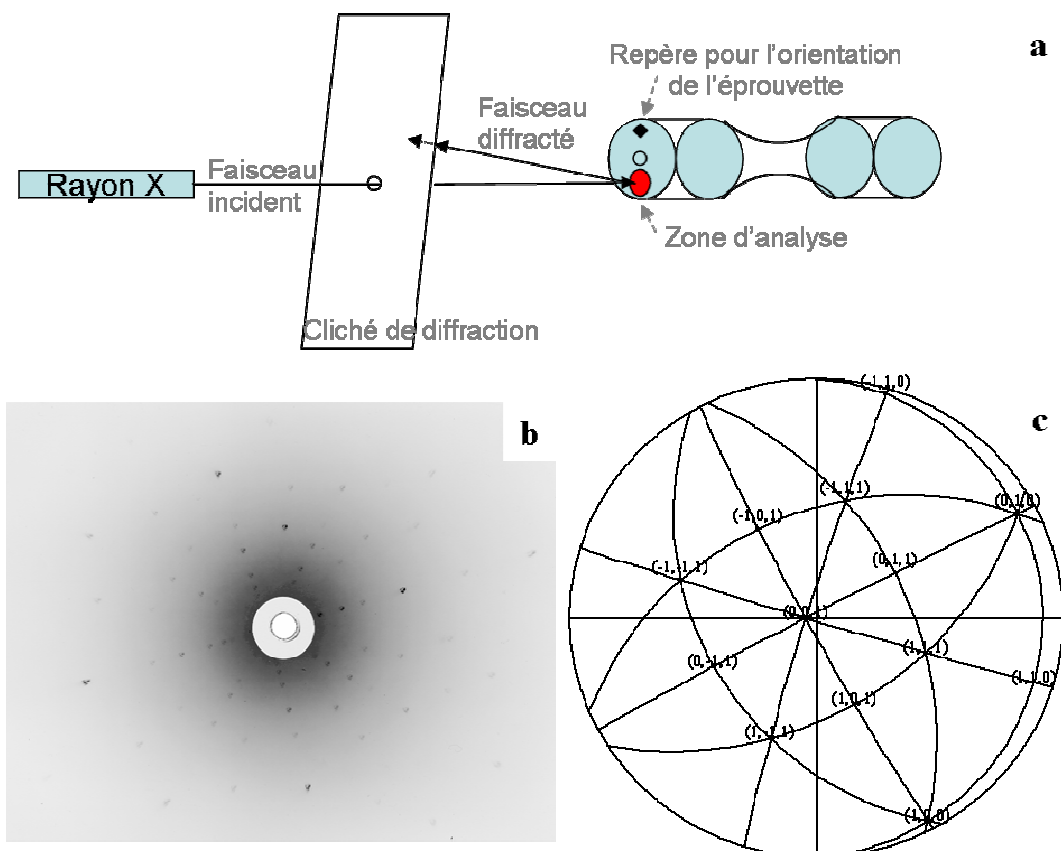 a
Repère pour l'orientation
de l'éprouvette
Faisceau
diffracté
Rayon X
Faisceau
incident
Zone d'analyse
Cliché de diffraction
b
c
(-1,1,0)
(-1,1,1)
(0,1,0)
(-1,0,1)
(0,1,1)
(-1,-1,1)
(0,0,1)
(1,1,1)
(0,-1,1)
(1,1,0)
(1,0,1)
(1,-1,1)
(1,0,0)